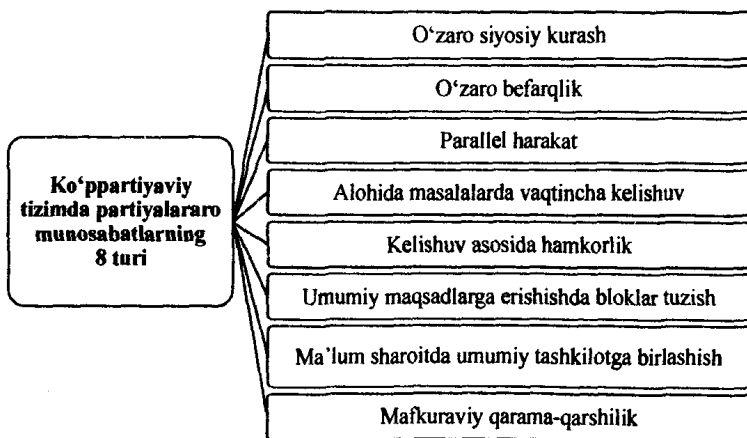 O‘zaro siyosiy kurash
O‘zaro befarqlik
Parallel harakat
Alohida masalalarda vaqtincha kelishuv
Ko‘ppartiyaviy
tizimda partiyalararo
munosabatlarning
8 turi
Kelishuv asosida hamkorlik
Umumiy maqsadlarga erishishda bloklar tuzish
Ma’lum sharoitda umumiy tashkilotga birlashish
Mafkuraviy qarama-qarshilik